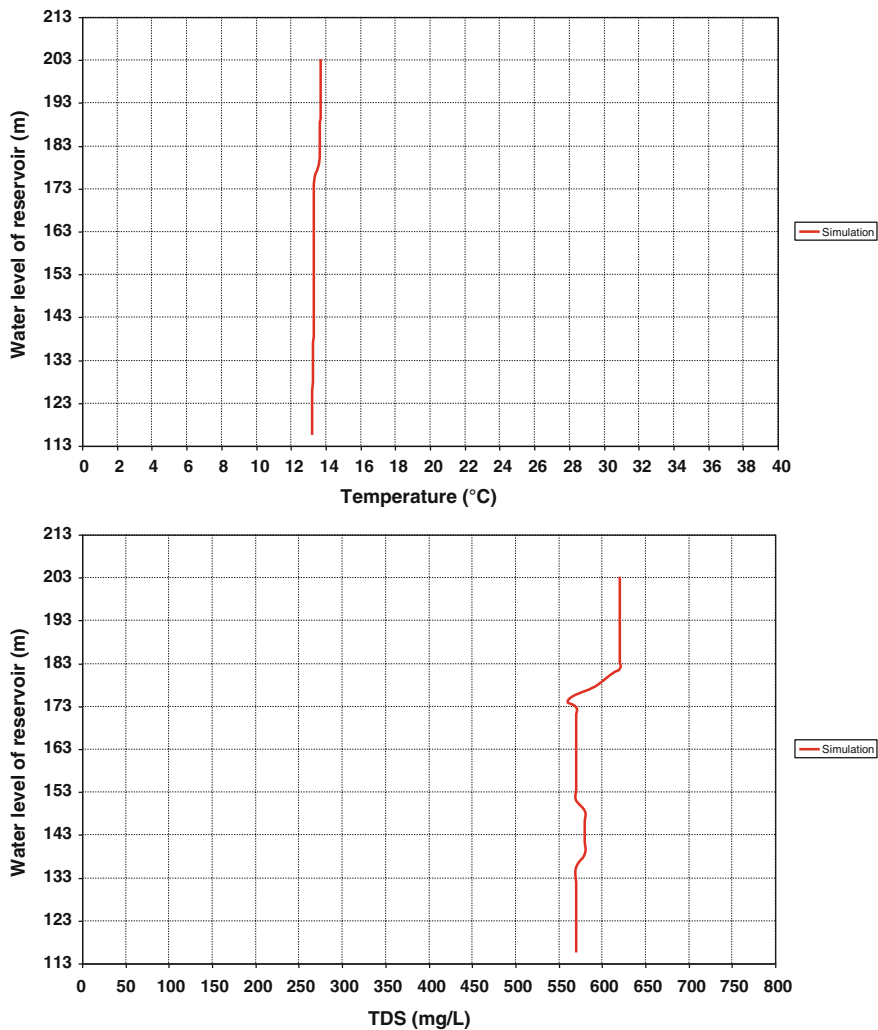 213
203
193
183
173
163
153
143
133
123
113
Water level of reservoir (m)
0 2 4 6 8 10 12 14 16 18 20 22 24 26 28 30 32 34 36 38 40
Temperature (°C)
Simulation
213
203
193
183
173
163
153
143
133
123
113
Water level of reservoir (m)
0 50 100 150 200 250 300 350 400 450 500 550 600 650 700 750 800
TDS (mg/L)
Simulation